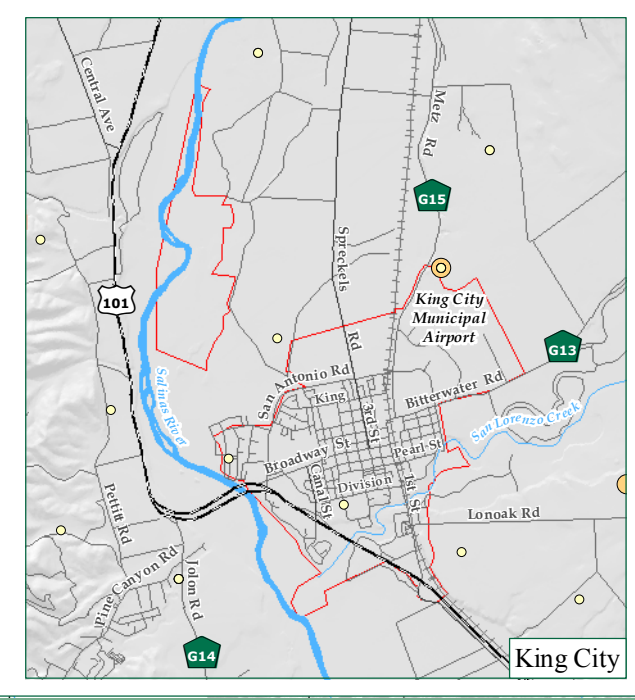 Central Ave
Metz Rd
G15
Spreckels Rd
101
King City
Municipal
Airport
G13
Salinas River
San Antonio Rd
King
3rd St
Bitterwater Rd
San Lorenzo Creek
Broadway St
Pearl St
Canal St
Division
1st St
Pettitt Rd
Lonoak Rd
Pine Canyon Rd
Jolon Rd
G14
King City